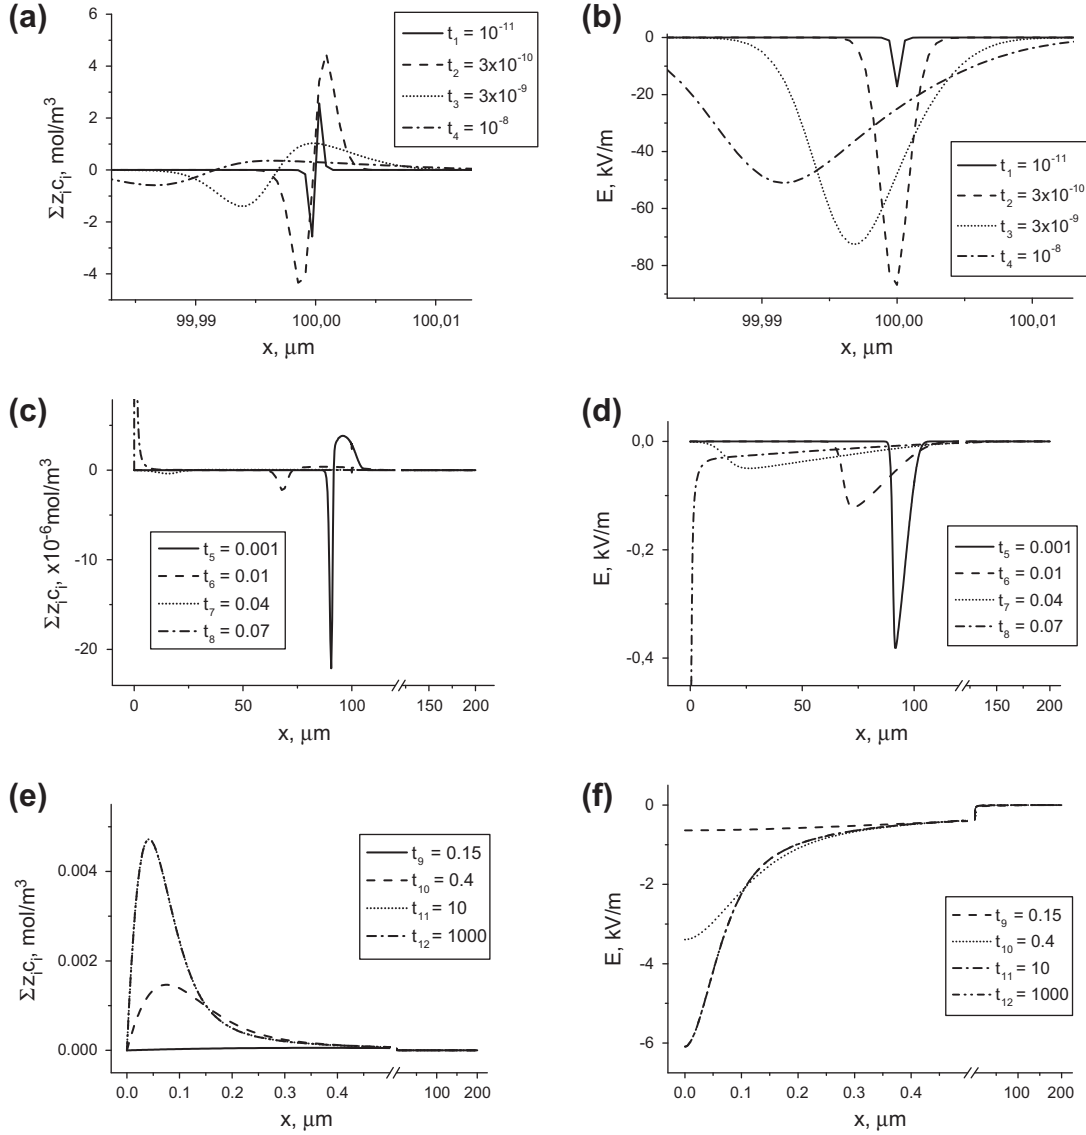 (a)
6
4
2
0
-2
-4
Σz_ic_i, mol/m³
t₁ = 10⁻¹¹
t₂ = 3x10⁻¹⁰
t₃ = 3x10⁻⁹
t₄ = 10⁻⁸
99,99 100,00 100,01
x, μm
(b)
0
-20
-40
-60
-80
E, kV/m
t₁ = 10⁻¹¹
t₂ = 3x10⁻¹⁰
t₃ = 3x10⁻⁹
t₄ = 10⁻⁸
99,99 100,00 100,01
x, μm
(c)
0
-10
-20
Σz_ic_i, x10⁻⁶mol/m³
t₅ = 0.001
t₆ = 0.01
t₇ = 0.04
t₈ = 0.07
0 50 100 150 200
x, μm
(d)
0,0
-0,2
-0,4
E, kV/m
t₅ = 0.001
t₆ = 0.01
t₇ = 0.04
t₈ = 0.07
0 50 100 150 200
x, μm
(e)
0.004
0.002
0.000
Σz_ic_i, mol/m³
t₉ = 0.15
t₁₀ = 0.4
t₁₁ = 10
t₁₂ = 1000
0.0 0.1 0.2 0.3 0.4 100 200
x, μm
(f)
0
-2
-4
-6
E, kV/m
t₉ = 0.15
t₁₀ = 0.4
t₁₁ = 10
t₁₂ = 1000
0.0 0.1 0.2 0.3 0.4 100 200
x, μm